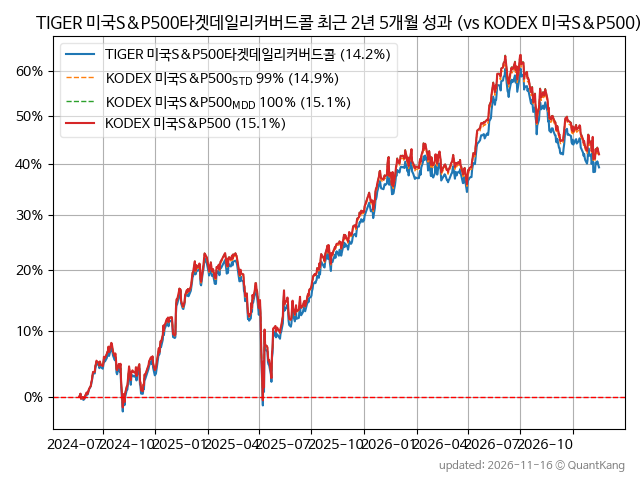 TIGER 미국S&P500타겟데일리커버드콜 최근 2년 5개월 성과 (vs KODEX 미국S&P500)
TIGER 미국S&P500타겟데일리커버드콜 (14.2%)
KODEX 미국S&P500STD 99% (14.9%)
KODEX 미국S&P500MDD 100% (15.1%)
KODEX 미국S&P500 (15.1%)
60%
50%
40%
30%
20%
10%
0%
2024-07 2024-10 2025-01 2025-04 2025-07 2025-10 2026-01 2026-04 2026-07 2026-10
updated: 2026-11-16 © QuantKang